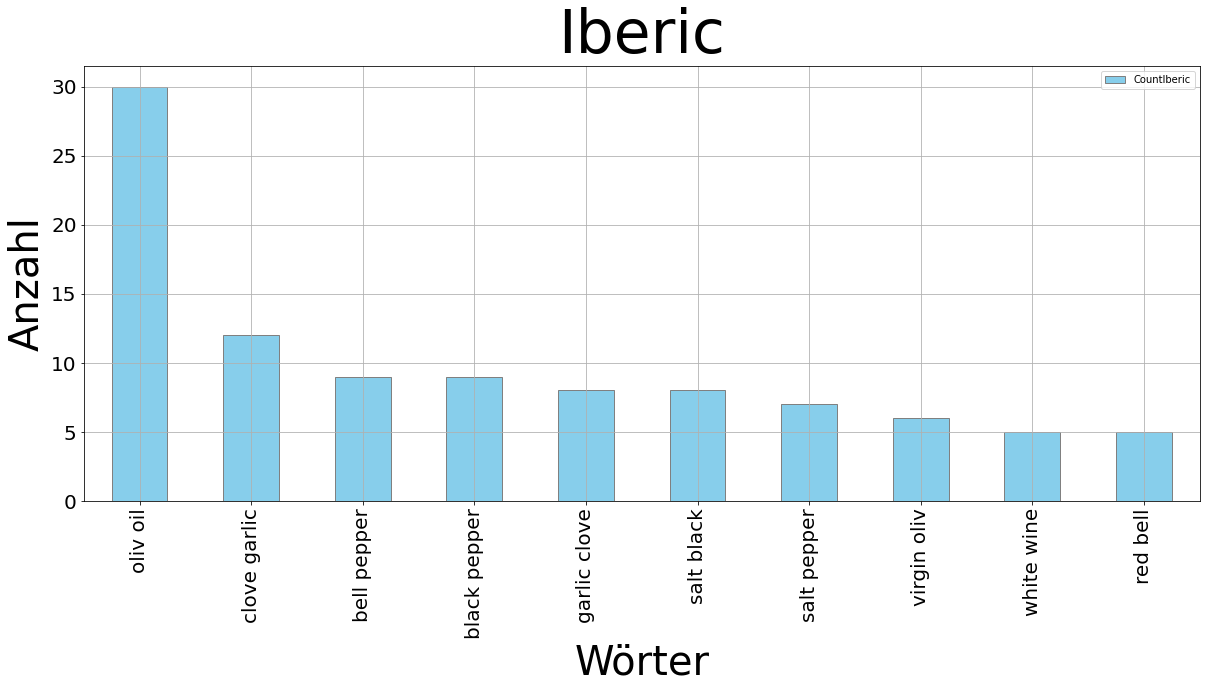 Iberic
CountIberic
Anzahl
30
25
20
15
10
5
0
oliv oil
clove garlic
bell pepper
black pepper
garlic clove
salt black
salt pepper
virgin oliv
white wine
red bell
Wörter